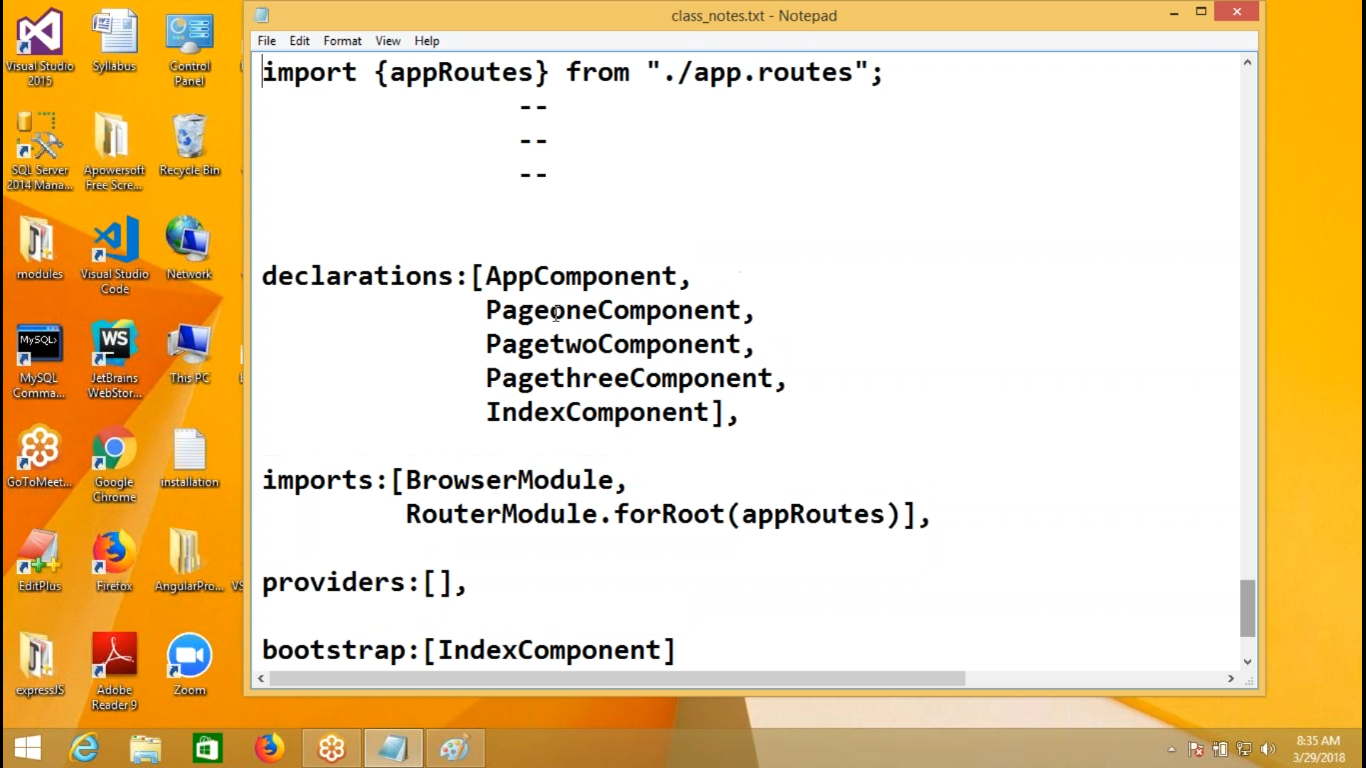 class_notes.txt - Notepad
File Edit Format View Help
import {appRoutes} from "./app.routes";
--
--
--
declarations:[AppComponent,
PageoneComponent,
PagetwoComponent,
PagethreeComponent,
IndexComponent],
imports:[BrowserModule,
RouterModule.forRoot(appRoutes)],
providers:[],
bootstrap:[IndexComponent]
Visual Studio
2015
Syllabus
Control
Panel
SQL Server
2014 Mana...
Apowersoft
Free Scre...
Recycle Bin
modules
Visual Studio
Code
Network
MySQL>
MySQL
Comma...
WS
JetBrains
WebStor...
This PC
GoToMeet...
Google
Chrome
installation
EditPlus
Firefox
AngularPro...
VS
expressJS
Adobe
Reader 9
Zoom
8:35 AM
3/29/2018